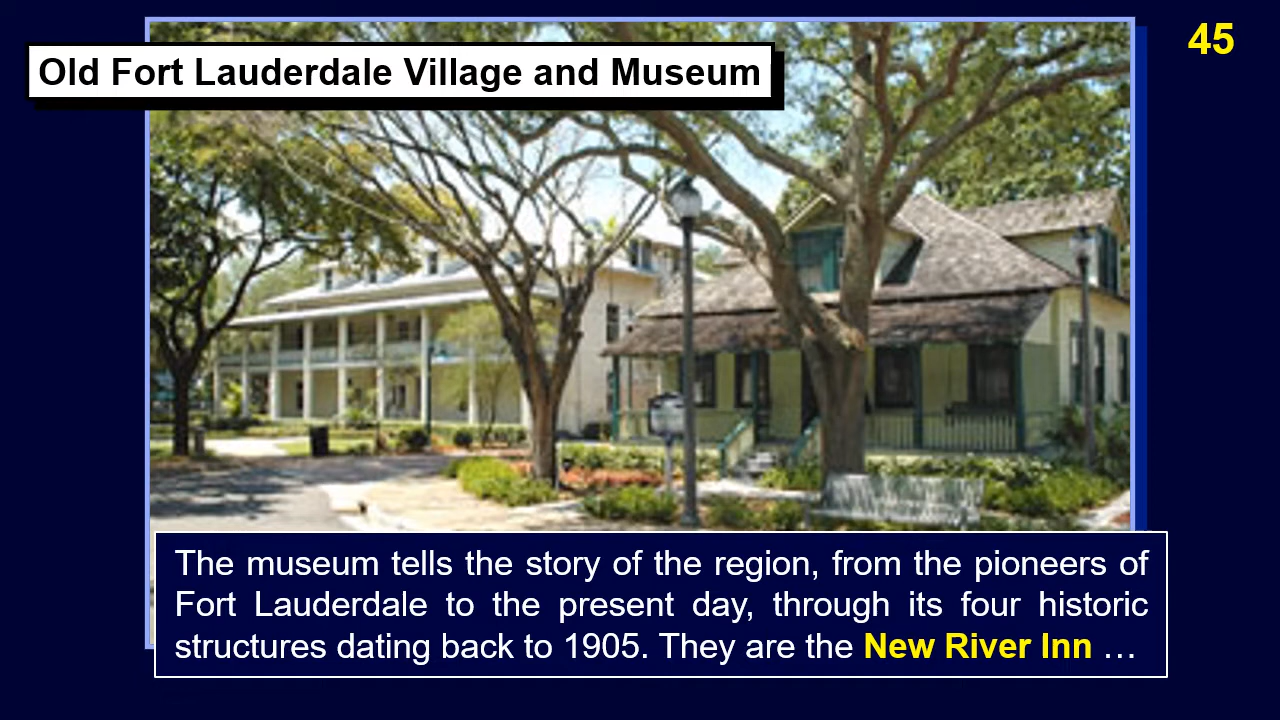 Old Fort Lauderdale Village and Museum
45
The museum tells the story of the region, from the pioneers of
Fort Lauderdale to the present day, through its four historic
structures dating back to 1905. They are the New River Inn …